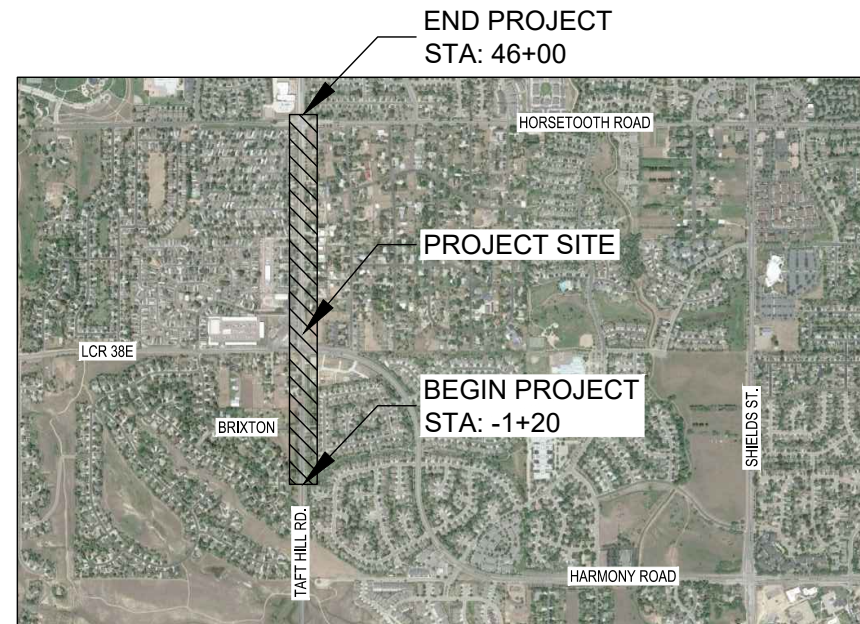 END PROJECT
STA: 46+00
HORSETOOTH ROAD
PROJECT SITE
LCR 38E
BEGIN PROJECT
STA: -1+20
BRIXTON
SHIELDS ST.
TAFT HILL RD.
HARMONY ROAD